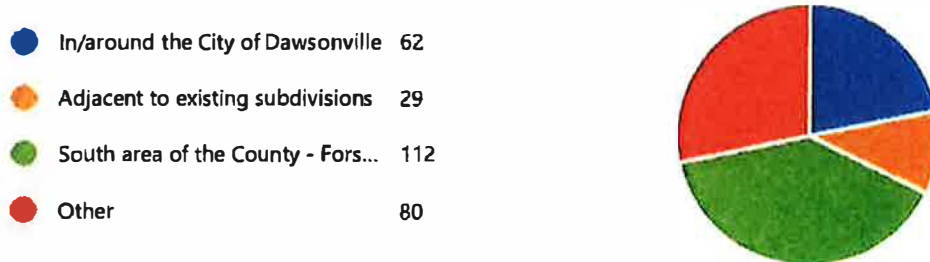 In/around the City of Dawsonville 62
Adjacent to existing subdivisions 29
South area of the County - Fors... 112
Other 80